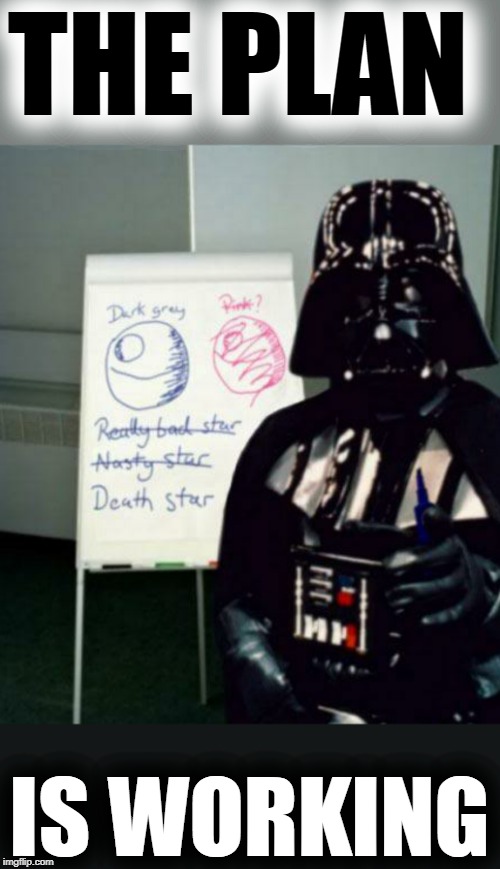 THE PLAN
Dark grey
Pink?
Really bad star
Nasty star
Death star
IS WORKING
imgflip.com